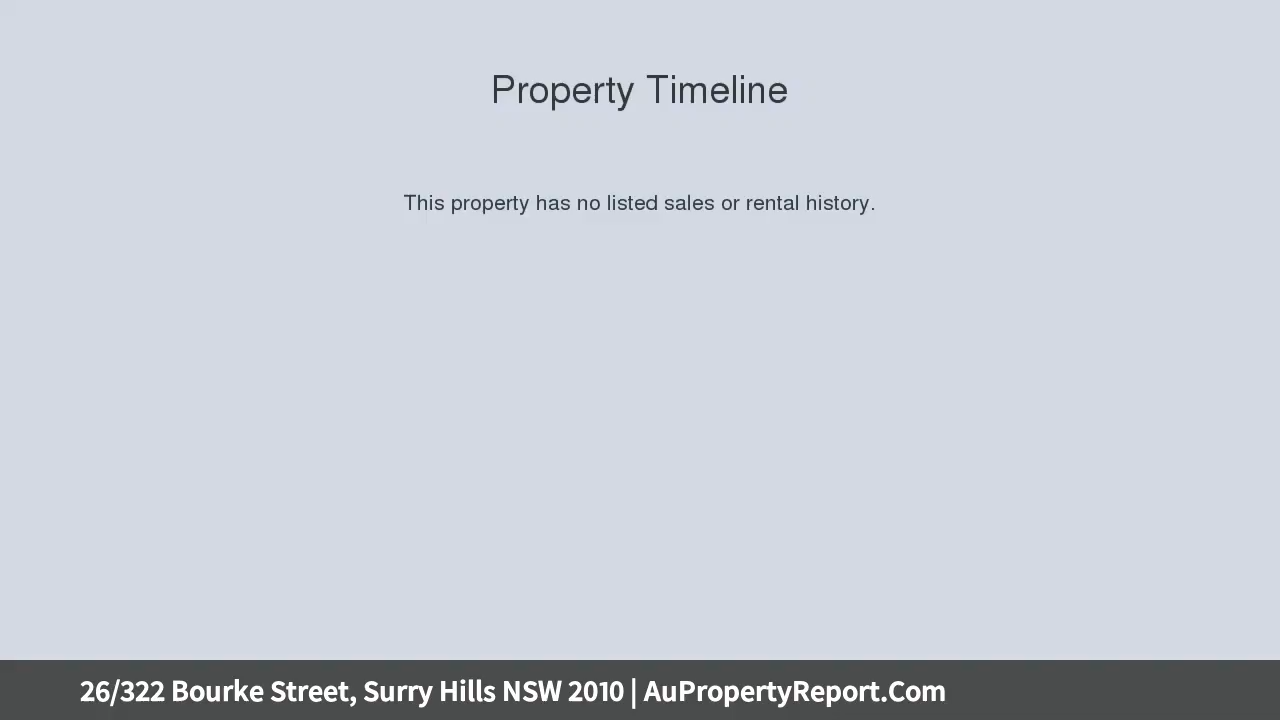 Property Timeline
This property has no listed sales or rental history.
26/322 Bourke Street, Surry Hills NSW 2010 | AuPropertyReport.Com